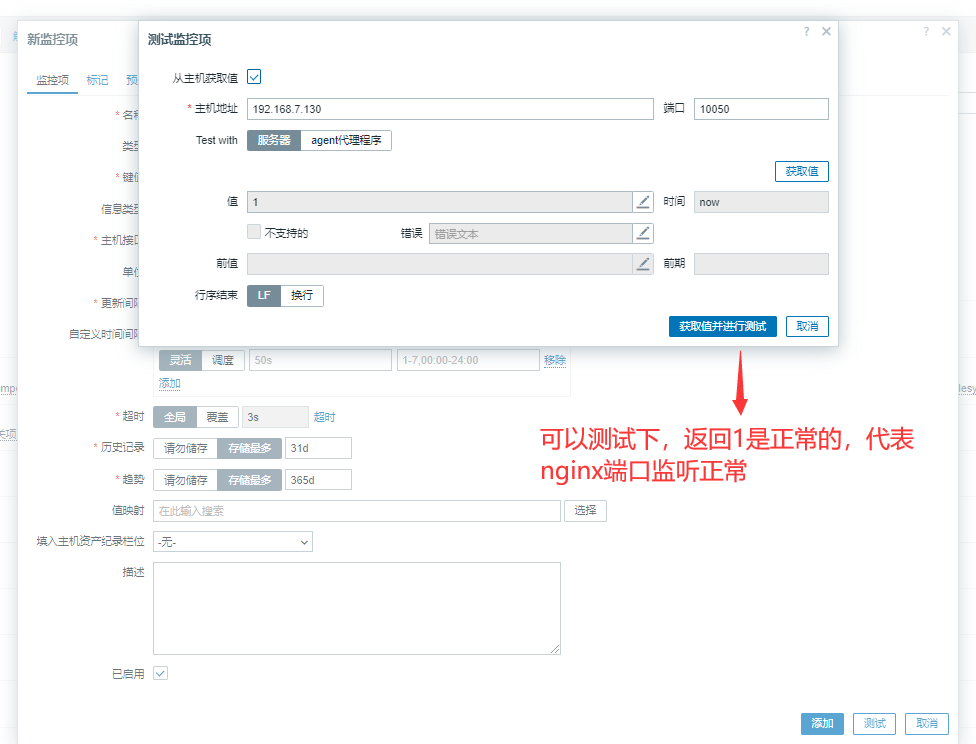 新监控项
测试监控项
? ×
? ×
监控项 标记 预
从主机获取值
* 主机地址 192.168.7.130 端口 10050
Test with 服务器 agent代理程序
获取值
值 1 时间 now
不支持的 错误 错误文本
前值 前期
行序结束 LF 换行
获取值并进行测试 取消
* 名称
类型
* 键值
信息类型
* 主机接口
单位
* 更新间隔
自定义时间间隔
灵活 调度 50s 1-7,00:00-24:00 移除
添加
* 超时 全局 覆盖 3s 超时
* 历史记录 请勿储存 存储最多 31d
* 趋势 请勿储存 存储最多 365d
值映射 在此输入搜索 选择
填入主机资产纪录栏位 -无-
描述
已启用
可以测试下，返回1是正常的，代表
nginx端口监听正常
添加 测试 取消